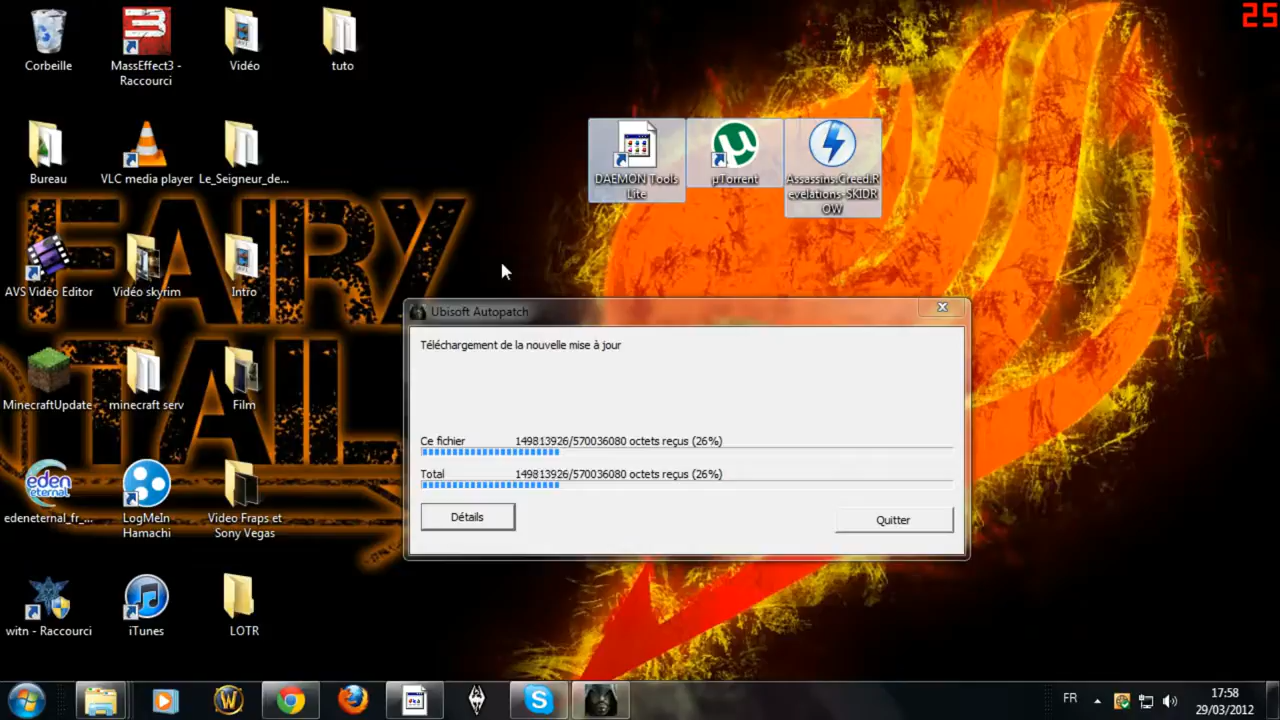 25
Corbeille
MassEffect3 -
Raccourci
Vidéo
tuto
Bureau
VLC media player
Le_Seigneur_de...
DAEMON Tools
Lite
µTorrent
Assassins.Creed.R
evelations-SKIDR
OW
FAIRY
TAIL
AVS Video Editor
Vidéo skyrim
Intro
MinecraftUpdate
minecraft serv
Film
eden
eternal
edeneternal_fr_...
LogMeIn
Hamachi
Video Fraps et
Sony Vegas
witn - Raccourci
iTunes
LOTR
Ubisoft Autopatch
Téléchargement de la nouvelle mise à jour
Ce fichier 149813926/570036080 octets reçus (26%)
Total 149813926/570036080 octets reçus (26%)
Détails
Quitter
FR
17:58
29/03/2012